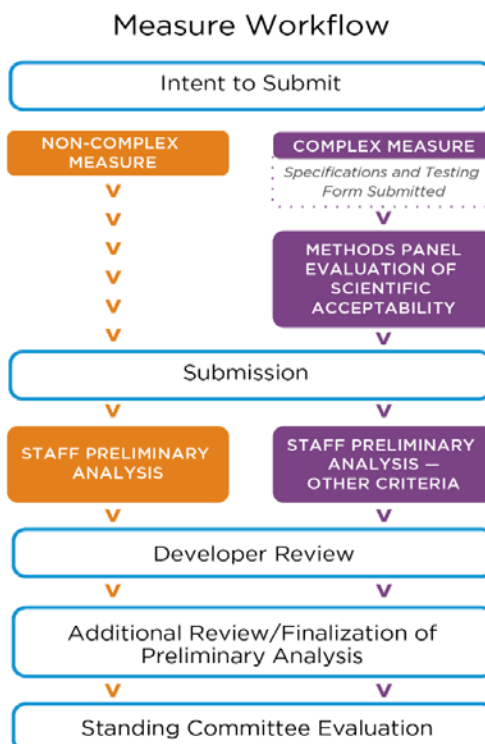 Measure Workflow
Intent to Submit
NON-COMPLEX
MEASURE
COMPLEX MEASURE
Specifications and Testing
Form Submitted
METHODS PANEL
EVALUATION OF
SCIENTIFIC
ACCEPTABILITY
Submission
STAFF PRELIMINARY
ANALYSIS
STAFF PRELIMINARY
ANALYSIS —
OTHER CRITERIA
Developer Review
Additional Review/Finalization of
Preliminary Analysis
Standing Committee Evaluation